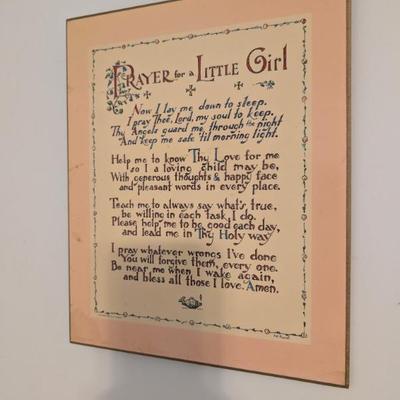 PRAYER for a LITTLE Girl
Now I lay me down to sleep,
I pray Thee, Lord, my soul to keep,
Thy Angels guard me through the night
And keep me safe 'til morning light.
Help me to know Thy Love for me
so I a loving child may be,
With generous thoughts & happy face
and pleasant words in every place.
Teach me to always say what's true,
be willing in each task I do.
Please help me to be good each day,
and lead me in Thy Holy way
I pray whatever wrongs I've done
You will forgive them, every one.
Be near me when I wake again,
and bless all those I love. Amen.